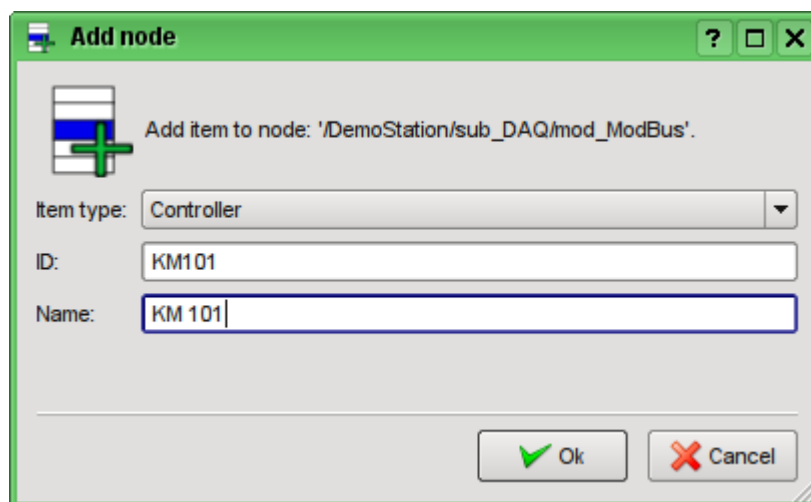 Add node
Add item to node: '/DemoStation/sub_DAQ/mod_ModBus'.
Item type: Controller
ID: KM101
Name: KM 101
Ok Cancel